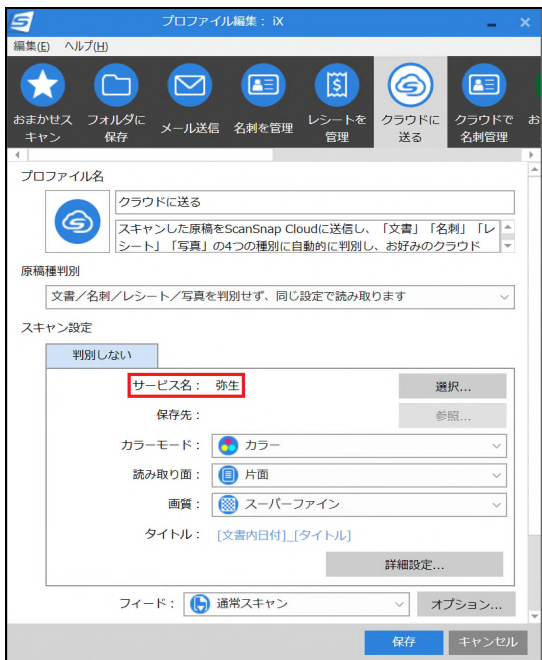 プロファイル編集： iX
編集(E) ヘルプ(H)
おまかせスキャン
フォルダに保存
メール送信
名刺を管理
レシートを管理
クラウドに送る
クラウドで名刺管理
お
プロファイル名
クラウドに送る
スキャンした原稿をScanSnap Cloudに送信し、「文書」「名刺」「レ
シート」「写真」の4つの種別に自動的に判別し、お好みのクラウド
原稿種判別
文書／名刺／レシート／写真を判別せず、同じ設定で読み取ります
スキャン設定
判別しない
サービス名： 弥生 選択...
保存先： 参照...
カラーモード： カラー
読み取り面： 片面
画質： スーパーファイン
タイトル： [文書内日付]_[タイトル]
詳細設定...
フィード： 通常スキャン オプション...
保存 キャンセル